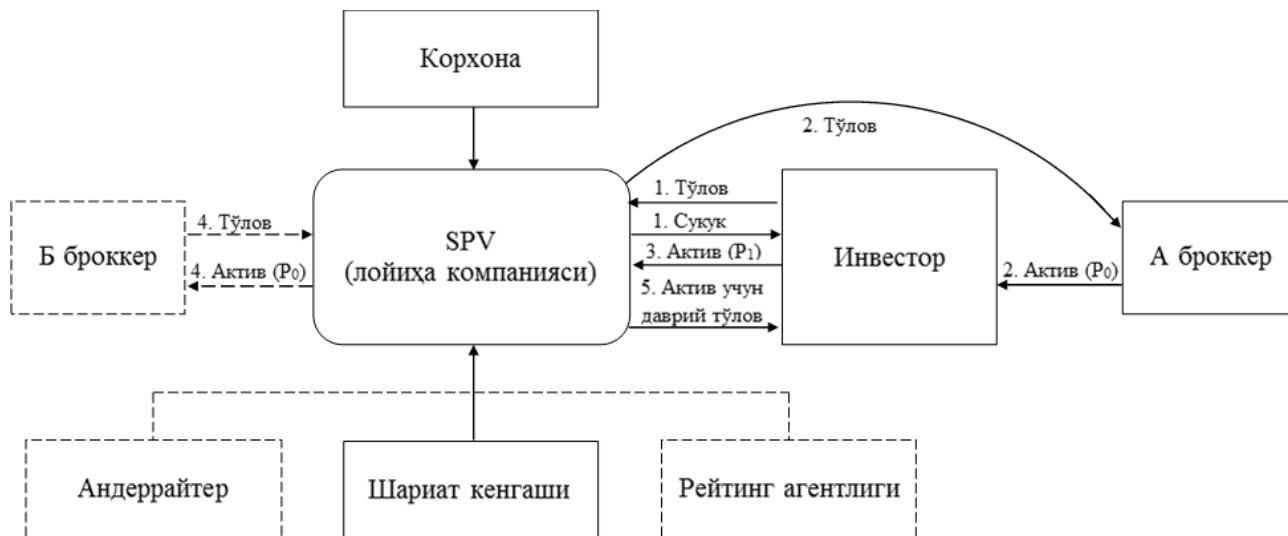 Корхона
2. Тўлов
1. Тўлов
4. Тўлов
1. Сукук
Б броккер
SPV
(лойиҳа компанияси)
3. Актив (P₁)
Инвестор
А броккер
4. Актив (P₀)
2. Актив (P₀)
5. Актив учун
даврий тўлов
Андеррайтер
Шариат кенгаши
Рейтинг агентлиги